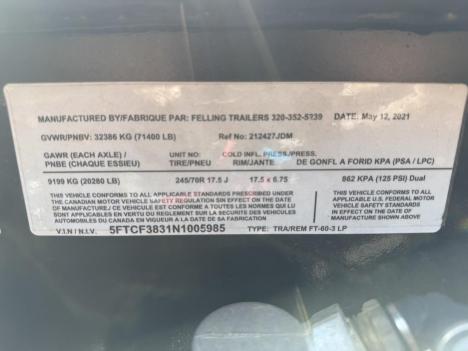 MANUFACTURED BY/FABRIQUE PAR: FELLING TRAILERS 320-352-5239 DATE: May 12, 2021
GVWR/PNBV: 32386 KG (71400 LB) Ref 212427JDM
GAWR (EACH AXLE) / UNIT NO: COLD INFL. PRESS./PRESS.
PNBE (CHAQUE ESSIEU) TIRE/PNEU RIM/JANTE DE GONFL A FORID KPA (PSA / LPC)
9199 KG (20280 LB) 245/70R 17.5 J 17.5 x 6.75 862 KPA (125 PSI) Dual
THIS VEHICLE CONFORMS TO ALL APPLICABLE STANDARDS PRESCRIBED UNDER THIS VEHICLE CONFORMS TO ALL
THE CANADIAN MOTOR VEHICLE SAFETY REGULATION SIN EFFECT ON THE DATE APPLICABLE U.S. FEDERAL MOTOR
OF MANUFACTURE / CE VEHICULE EST CONFORME A TOUTES LES NORMES QUI VEHICLE SAFETY STANDARDS IN
LUI SONT APPLICABLES EN VERTU DU REGLEMENT SUR LA SECURITE DES VEHICULES EFFECT ON THE DATE OF
AUTOMOBILES DU CANADA EN VIGUEUR A LA DATE DE SA FABRICATION. MANUFACTURE SHOWN ABOVE.
V.I.N / N.I.V. 5FTCF3831N1005985 TYPE: TRA/REM FT-60-3 LP